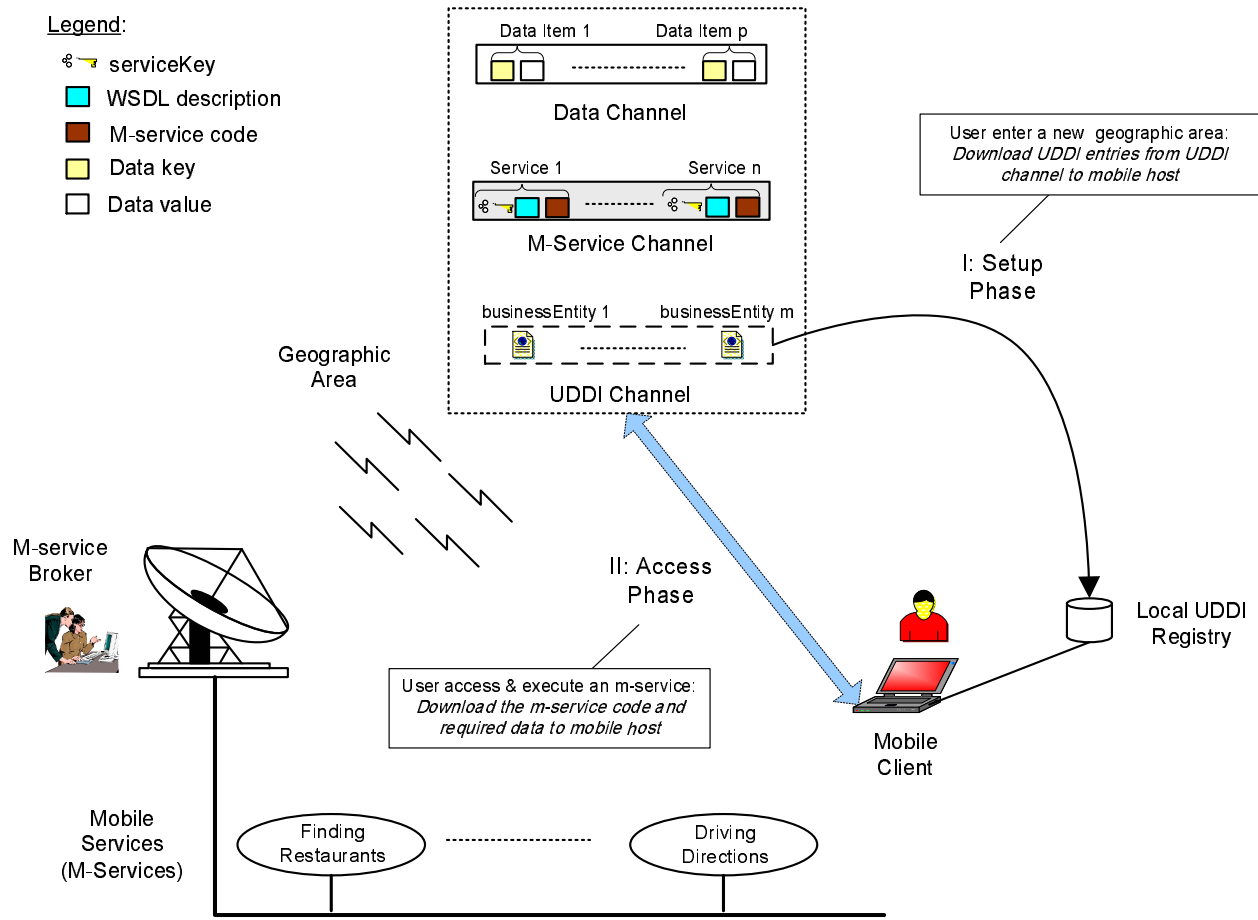 Legend:
serviceKey
WSDL description
M-service code
Data key
Data value
Data Item 1
Data Item p
Data Channel
Service 1
Service n
M-Service Channel
businessEntity 1
businessEntity m
UDDI Channel
User enter a new geographic area:
Download UDDI entries from UDDI
channel to mobile host
I: Setup
Phase
Geographic
Area
M-service
Broker
II: Access
Phase
User access & execute an m-service:
Download the m-service code and
required data to mobile host
Local UDDI
Registry
Mobile
Client
Mobile
Services
(M-Services)
Finding
Restaurants
Driving
Directions